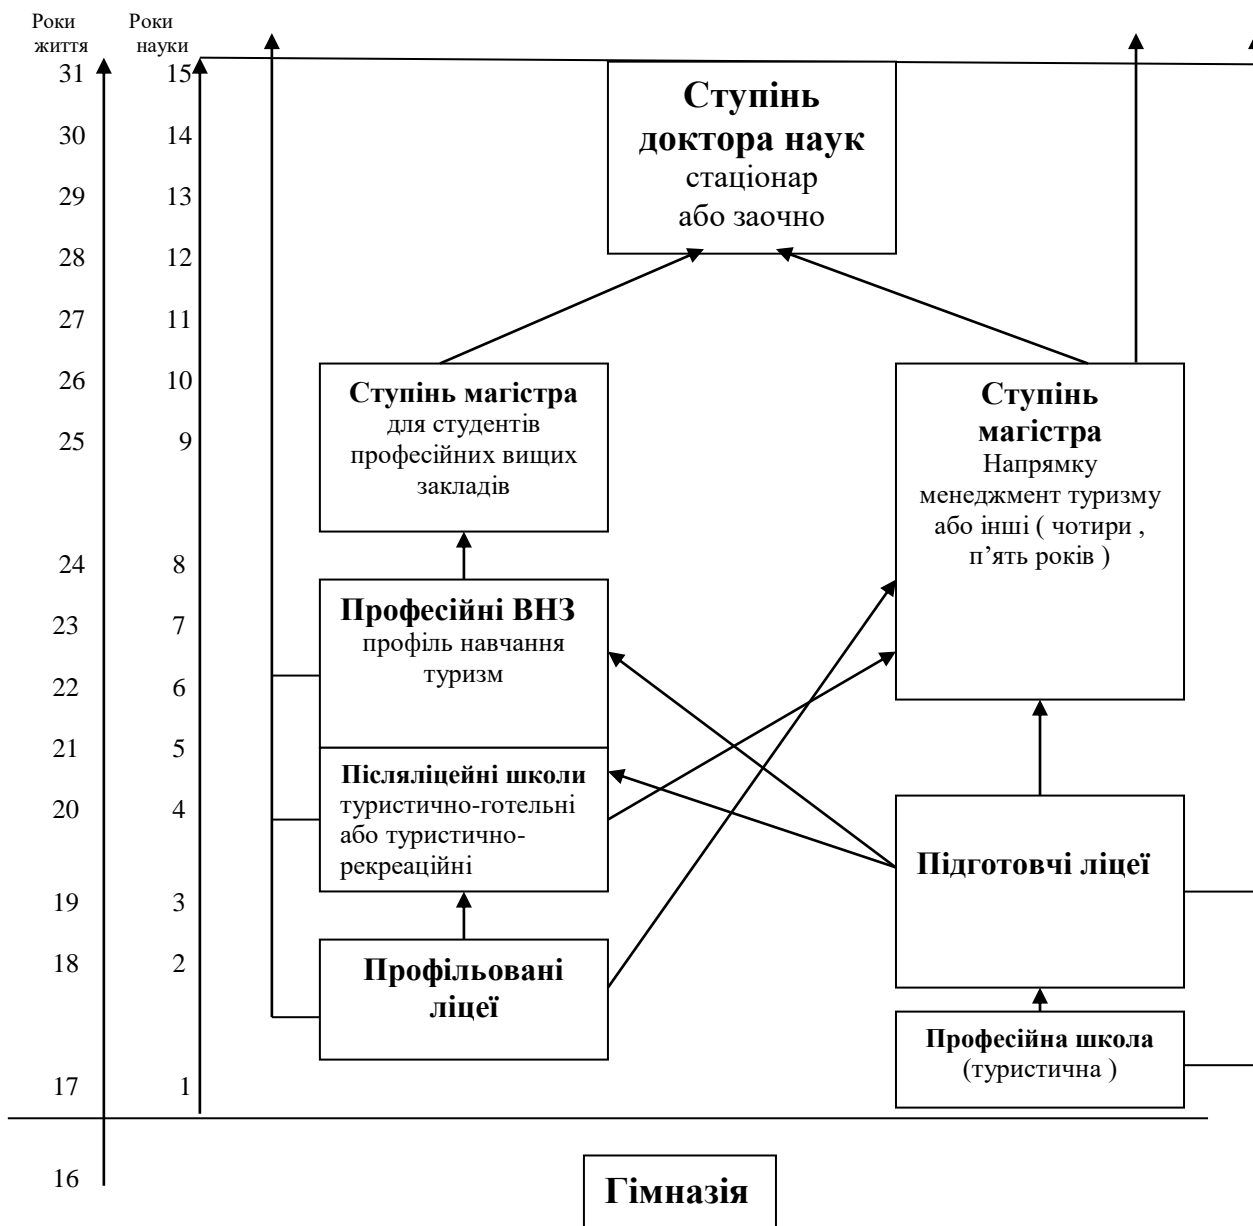 Роки
життя
Роки
науки
31 15
Ступінь
доктора наук
стаціонар
або заочно
30 14
29 13
28 12
27 11
26 10
Ступінь магістра
для студентів
професійних вищих
закладів
Ступінь
магістра
Напрямку
менеджмент туризму
або інші ( чотири ,
п’ять років )
25 9
24 8
Професійні ВНЗ
профіль навчання
туризм
23 7
22 6
21 5
Післяліцейні школи
туристично-готельні
або туристично-
рекреаційні
20 4
Підготовчі ліцеї
19 3
18 2
Профільовані
ліцеї
Професійна школа
(туристична )
17 1
16
Гімназія